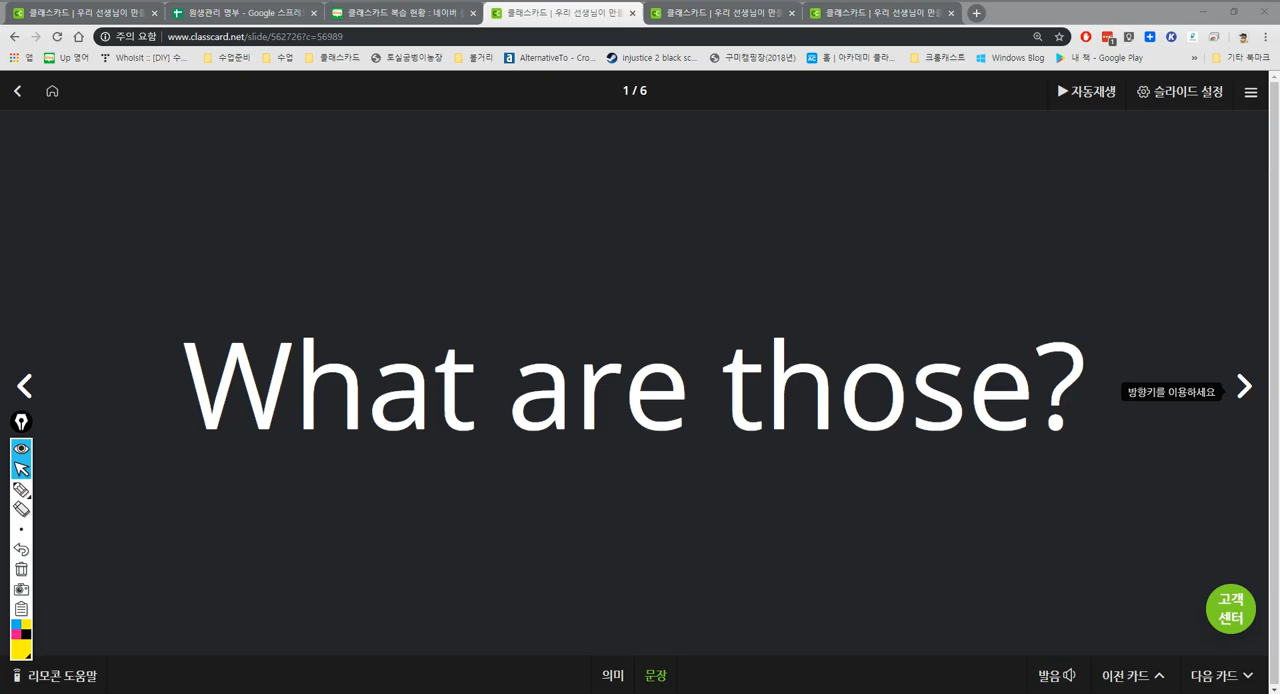 클래스카드 | 우리 선생님이 만든
원생관리 명부 - Google 스프레
클래스카드 복습 현황 : 네이버
클래스카드 | 우리 선생님이 만든
클래스카드 | 우리 선생님이 만든
클래스카드 | 우리 선생님이 만든
주의 요함 | www.classcard.net/slide/562726?c=56989
앱 Up 영어 WhoisIt :: [DIY] 수... 수업준비 수업 클래스카드 토실굼벵이농장 볼거리 AlternativeTo - Cro... injustice 2 black sc... 구미캠핑장(2018년) 홈 | 아카데미 클라... 크롬캐스트 Windows Blog 내 책 - Google Play » 기타 북마크
1 / 6
자동재생
슬라이드 설정
What are those?
방향키를 이용하세요
고객
센터
리모콘 도움말
의미
문장
발음
이전 카드
다음 카드